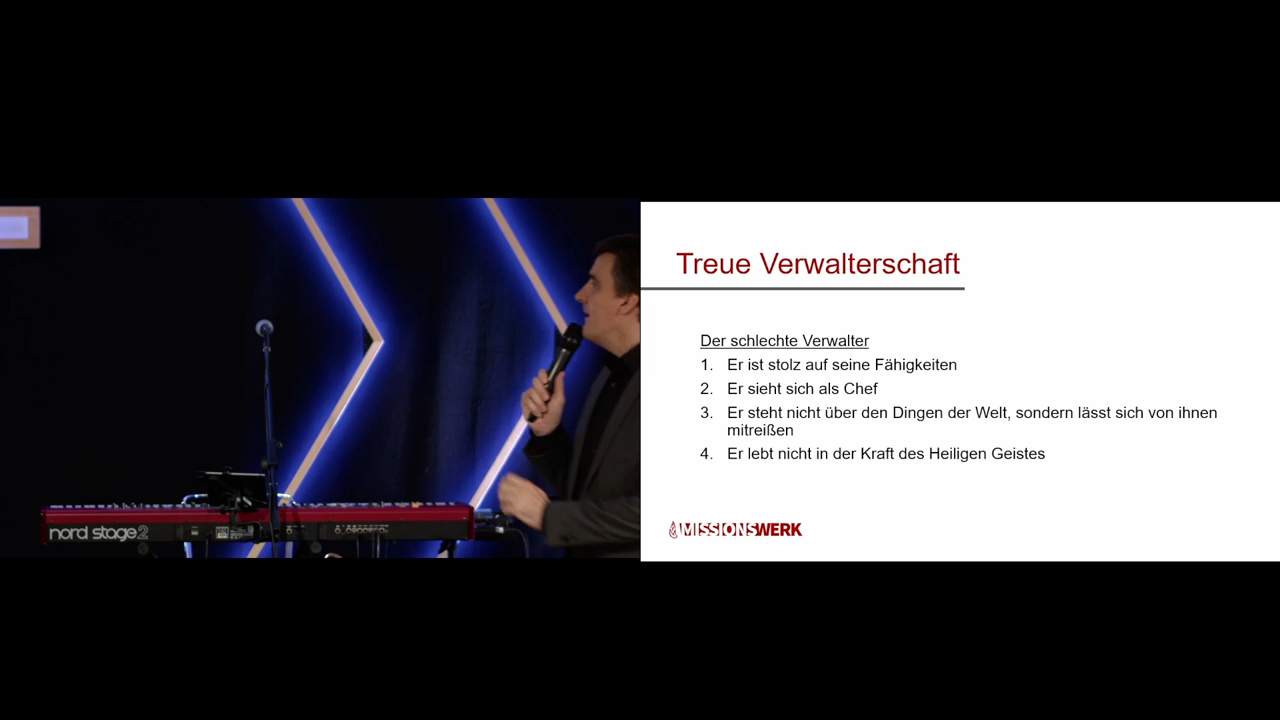 Treue Verwalterschaft
Der schlechte Verwalter
1. Er ist stolz auf seine Fähigkeiten
2. Er sieht sich als Chef
3. Er steht nicht über den Dingen der Welt, sondern lässt sich von ihnen
mitreißen
4. Er lebt nicht in der Kraft des Heiligen Geistes
MISSIONSWERK
nord stage2